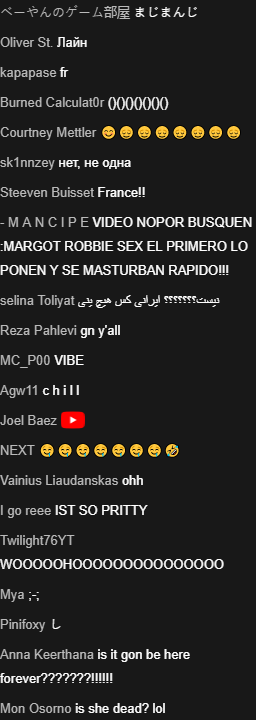 べーやんのゲーム部屋 まじまんじ
Oliver St. Лайн
kapapase fr
Burned Calculat0r ()()()()()()()
Courtney Mettler 😊😔😔😔😔😔😔😔
sk1nnzey нет, не одна
Steeven Buisset France!!
- M A N C I P E VIDEO NOPOR BUSQUEN
:MARGOT ROBBIE SEX EL PRIMERO LO
PONEN Y SE MASTURBAN RAPIDO!!!
selina Toliyat نیست؟؟؟؟؟؟؟ ایرانی کس هیچ ینی
Reza Pahlevi gn y'all
MC_P00 VIBE
Agw11 c h i l l
Joel Baez
NEXT 😊😊😊😂😂😂😂🤣
Vainius Liaudanskas ohh
I go reee IST SO PRITTY
Twilight76YT
WOOOOOHOOOOOOOOOOOOOOO
Mya ;-;
Pinifoxy し
Anna Keerthana is it gon be here
forever???????!!!!!!
Mon Osorno is she dead? lol